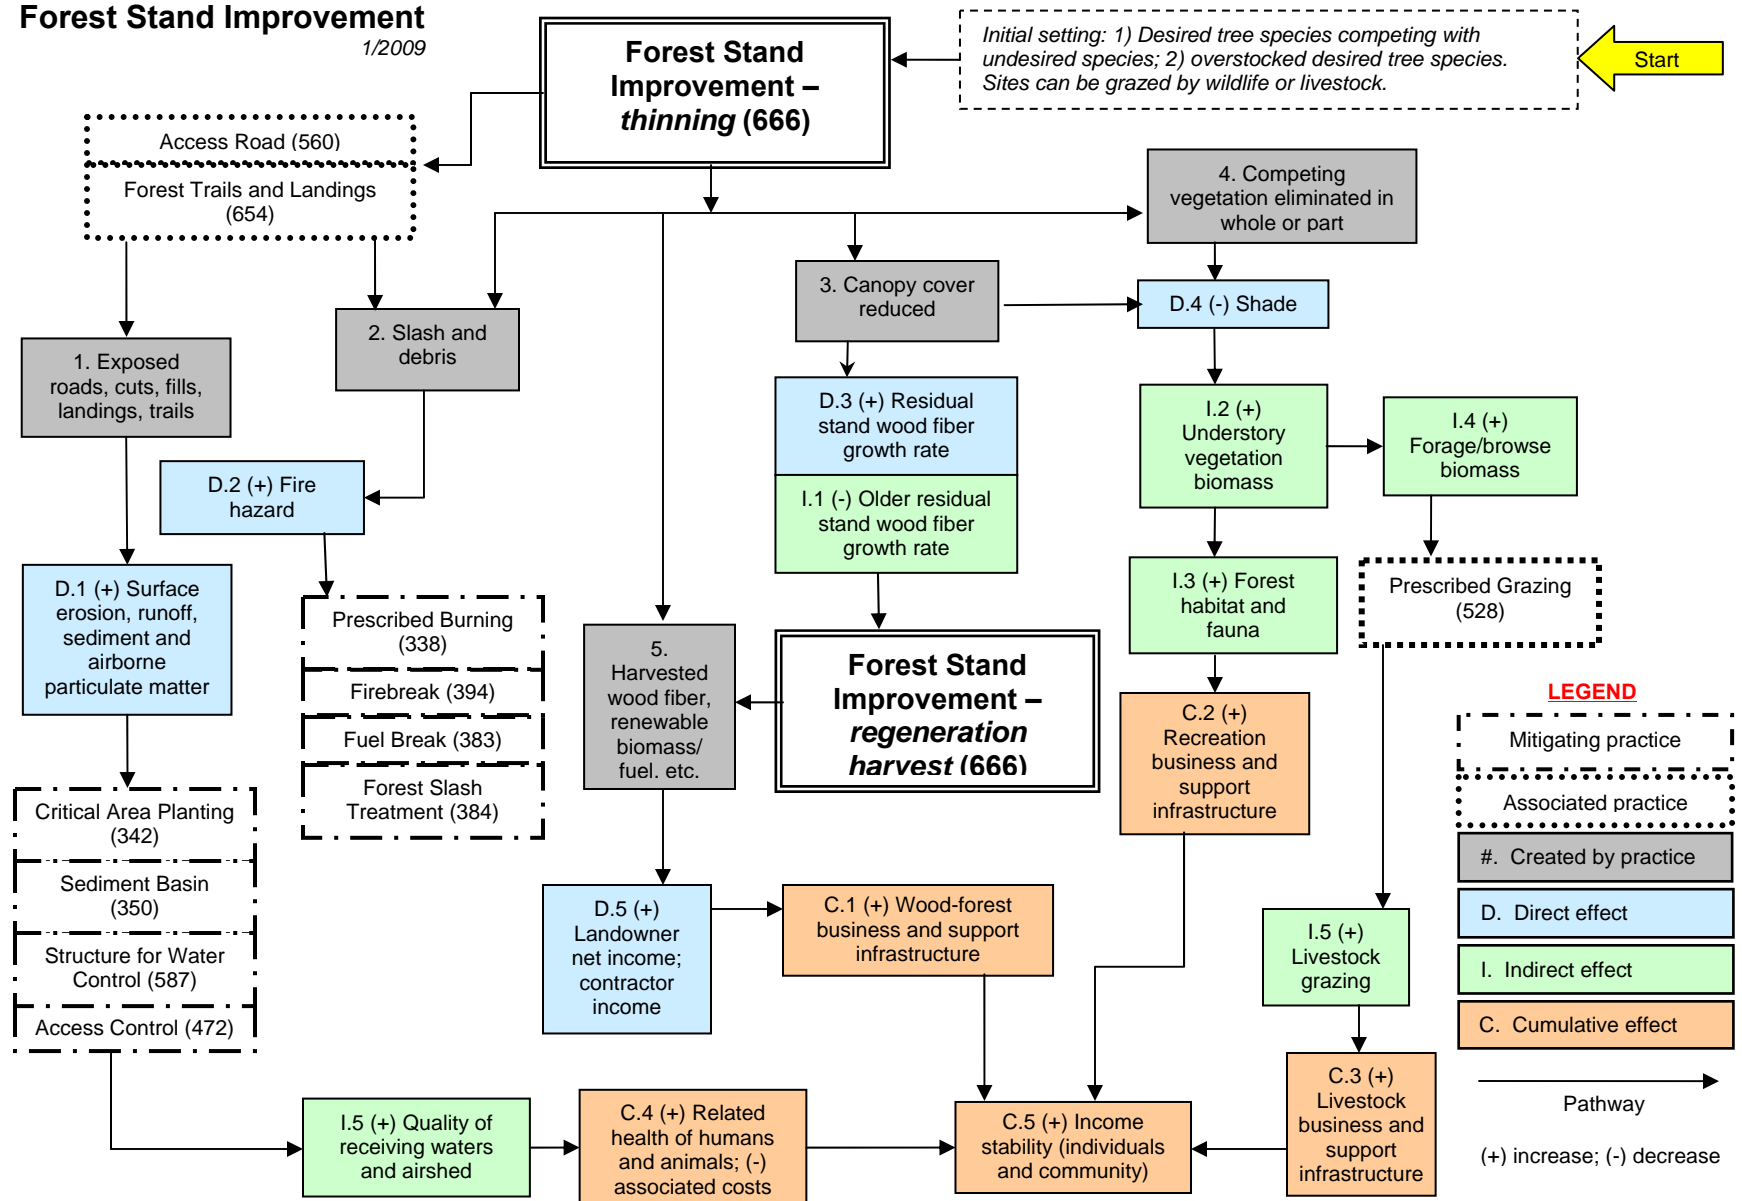 Forest Stand Improvement
1/2009
Forest Stand
Improvement –
thinning (666)
Initial setting: 1) Desired tree species competing with
undesired species; 2) overstocked desired tree species.
Sites can be grazed by wildlife or livestock.
Start
Access Road (560)
Forest Trails and Landings
(654)
4. Competing
vegetation eliminated in
whole or part
3. Canopy cover
reduced
D.4 (-) Shade
2. Slash and
debris
1. Exposed
roads, cuts, fills,
landings, trails
D.3 (+) Residual
stand wood fiber
growth rate
I.1 (-) Older residual
stand wood fiber
growth rate
I.2 (+)
Understory
vegetation
biomass
I.4 (+)
Forage/browse
biomass
D.2 (+) Fire
hazard
D.1 (+) Surface
erosion, runoff,
sediment and
airborne
particulate matter
Prescribed Burning
(338)
Firebreak (394)
Fuel Break (383)
Forest Slash
Treatment (384)
I.3 (+) Forest
habitat and
fauna
Prescribed Grazing
(528)
5.
Harvested
wood fiber,
renewable
biomass/
fuel. etc.
Forest Stand
Improvement –
regeneration
harvest (666)
C.2 (+)
Recreation
business and
support
infrastructure
LEGEND
Mitigating practice
Associated practice
#. Created by practice
D. Direct effect
I. Indirect effect
C. Cumulative effect
Pathway
(+) increase; (-) decrease
Critical Area Planting
(342)
Sediment Basin
(350)
Structure for Water
Control (587)
Access Control (472)
D.5 (+)
Landowner
net income;
contractor
income
C.1 (+) Wood-forest
business and support
infrastructure
I.5 (+)
Livestock
grazing
I.5 (+) Quality of
receiving waters
and airshed
C.4 (+) Related
health of humans
and animals; (-)
associated costs
C.5 (+) Income
stability (individuals
and community)
C.3 (+)
Livestock
business and
support
infrastructure